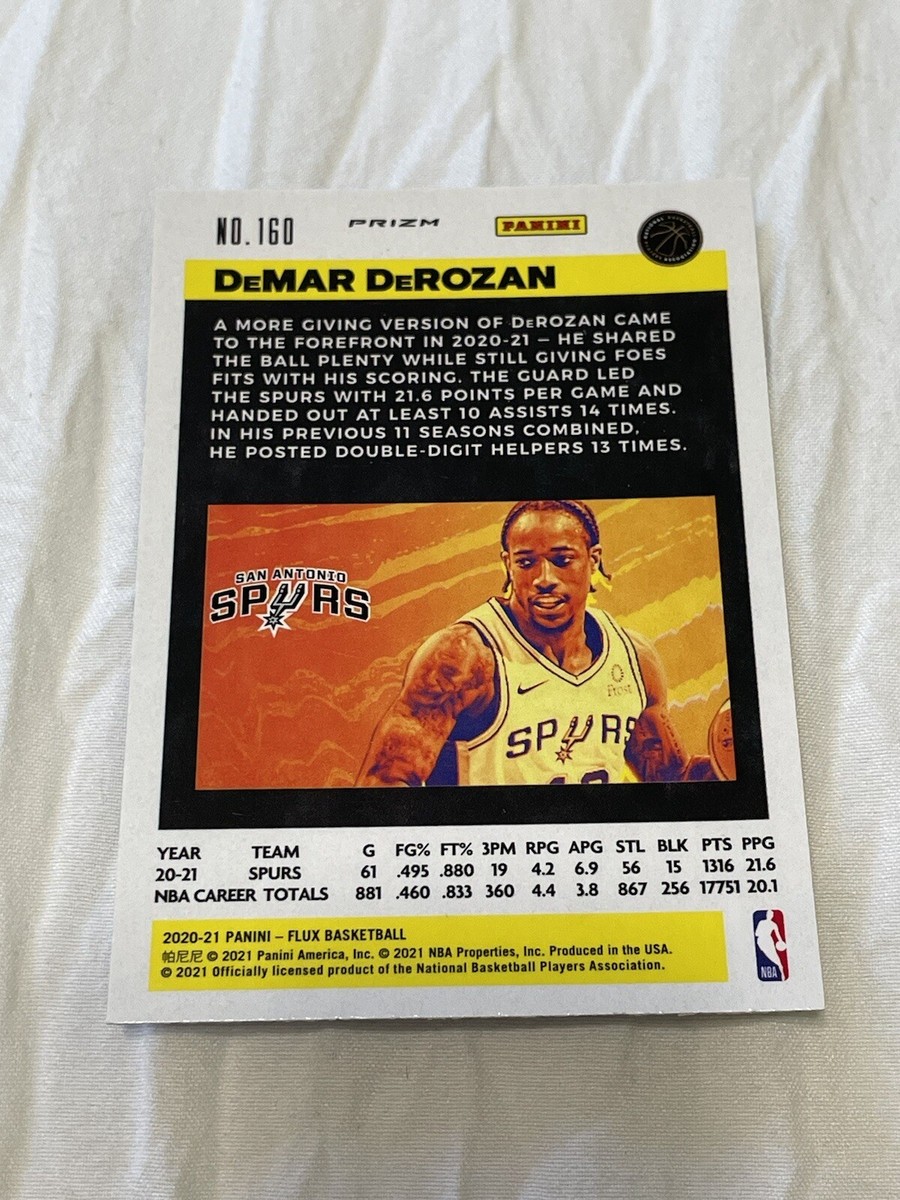 NO. 160
PRIZM
PANINI
DeMAR DeROZAN
A MORE GIVING VERSION OF DeROZAN CAME
TO THE FOREFRONT IN 2020-21 – HE SHARED
THE BALL PLENTY WHILE STILL GIVING FOES
FITS WITH HIS SCORING. THE GUARD LED
THE SPURS WITH 21.6 POINTS PER GAME AND
HANDED OUT AT LEAST 10 ASSISTS 14 TIMES.
IN HIS PREVIOUS 11 SEASONS COMBINED,
HE POSTED DOUBLE-DIGIT HELPERS 13 TIMES.
SAN ANTONIO
SPURS
Frost
SPURS
YEAR TEAM G FG% FT% 3PM RPG APG STL BLK PTS PPG
20-21 SPURS 61 .495 .880 19 4.2 6.9 56 15 1316 21.6
NBA CAREER TOTALS 881 .460 .833 360 4.4 3.8 867 256 17751 20.1
2020-21 PANINI – FLUX BASKETBALL
帕尼尼 © 2021 Panini America, Inc. © 2021 NBA Properties, Inc. Produced in the USA.
© 2021 Officially licensed product of the National Basketball Players Association.
NBA